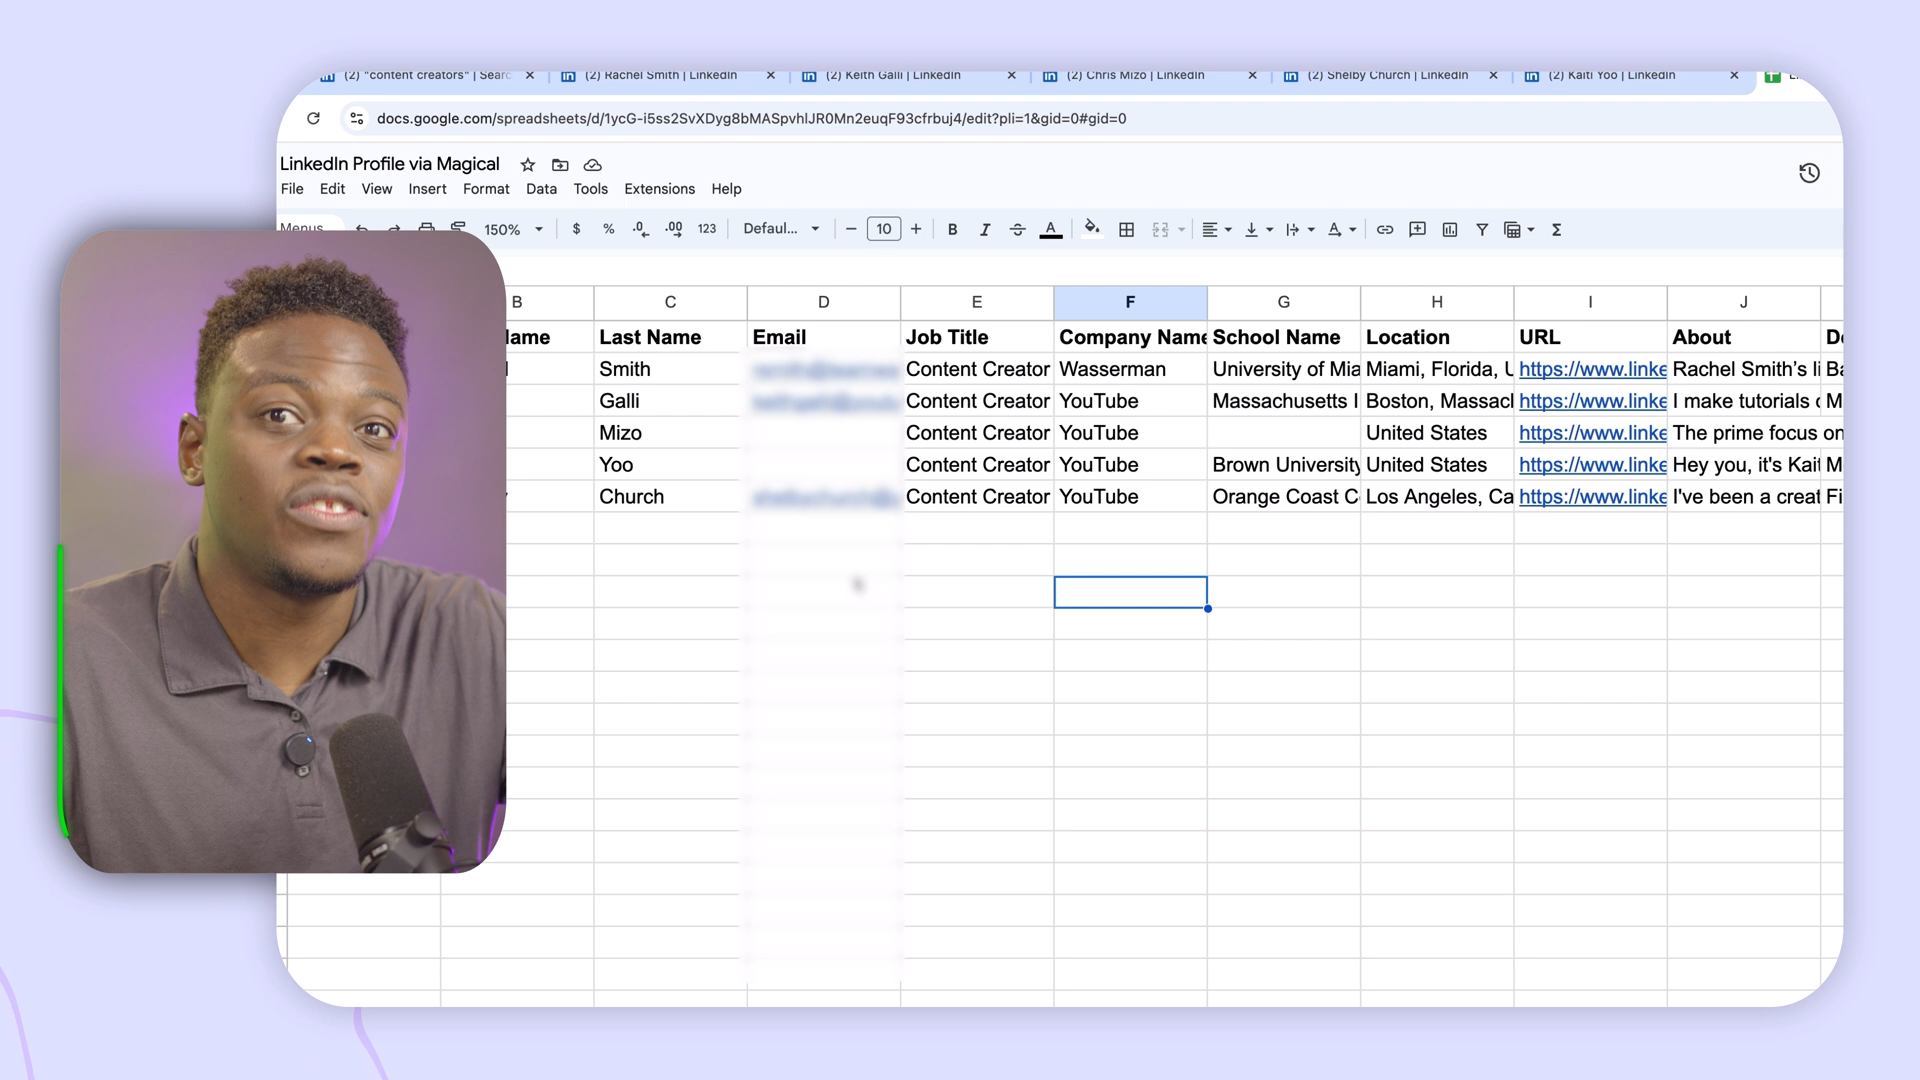 (2) "content creators" | Searc
(2) Rachel Smith | LinkedIn
(2) Keith Galli | LinkedIn
(2) Chris Mizo | LinkedIn
(2) Shelby Church | LinkedIn
(2) Kaiti Yoo | LinkedIn
docs.google.com/spreadsheets/d/1ycG-i5ss2SvXDyg8bMASpvhlJR0Mn2euqF93cfrbuj4/edit?pli=1&gid=0#gid=0
LinkedIn Profile via Magical
File Edit View Insert Format Data Tools Extensions Help
Menus 150% $ % .0 .00 123 Defaul... 10 B I A
B C D E F G H I J
lame Last Name Email Job Title Company Name School Name Location URL About
Smith Content Creator Wasserman University of Mia Miami, Florida, U https://www.linke Rachel Smith's li Ba
Galli Content Creator YouTube Massachusetts I Boston, Massacl https://www.linke I make tutorials M
Mizo Content Creator YouTube United States https://www.linke The prime focus on
Yoo Content Creator YouTube Brown University United States https://www.linke Hey you, it's Kait M
Church Content Creator YouTube Orange Coast C Los Angeles, Ca https://www.linke I've been a creat Fi